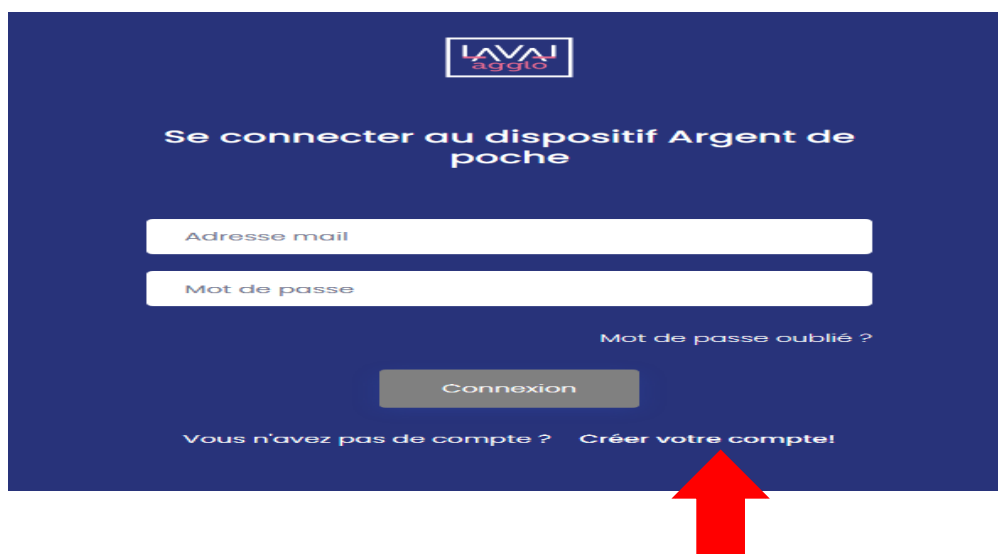 LAVAL
agglo
Se connecter au dispositif Argent de
poche
Adresse mail
Mot de passe
Mot de passe oublié ?
Connexion
Vous n'avez pas de compte ? Créer votre compte!